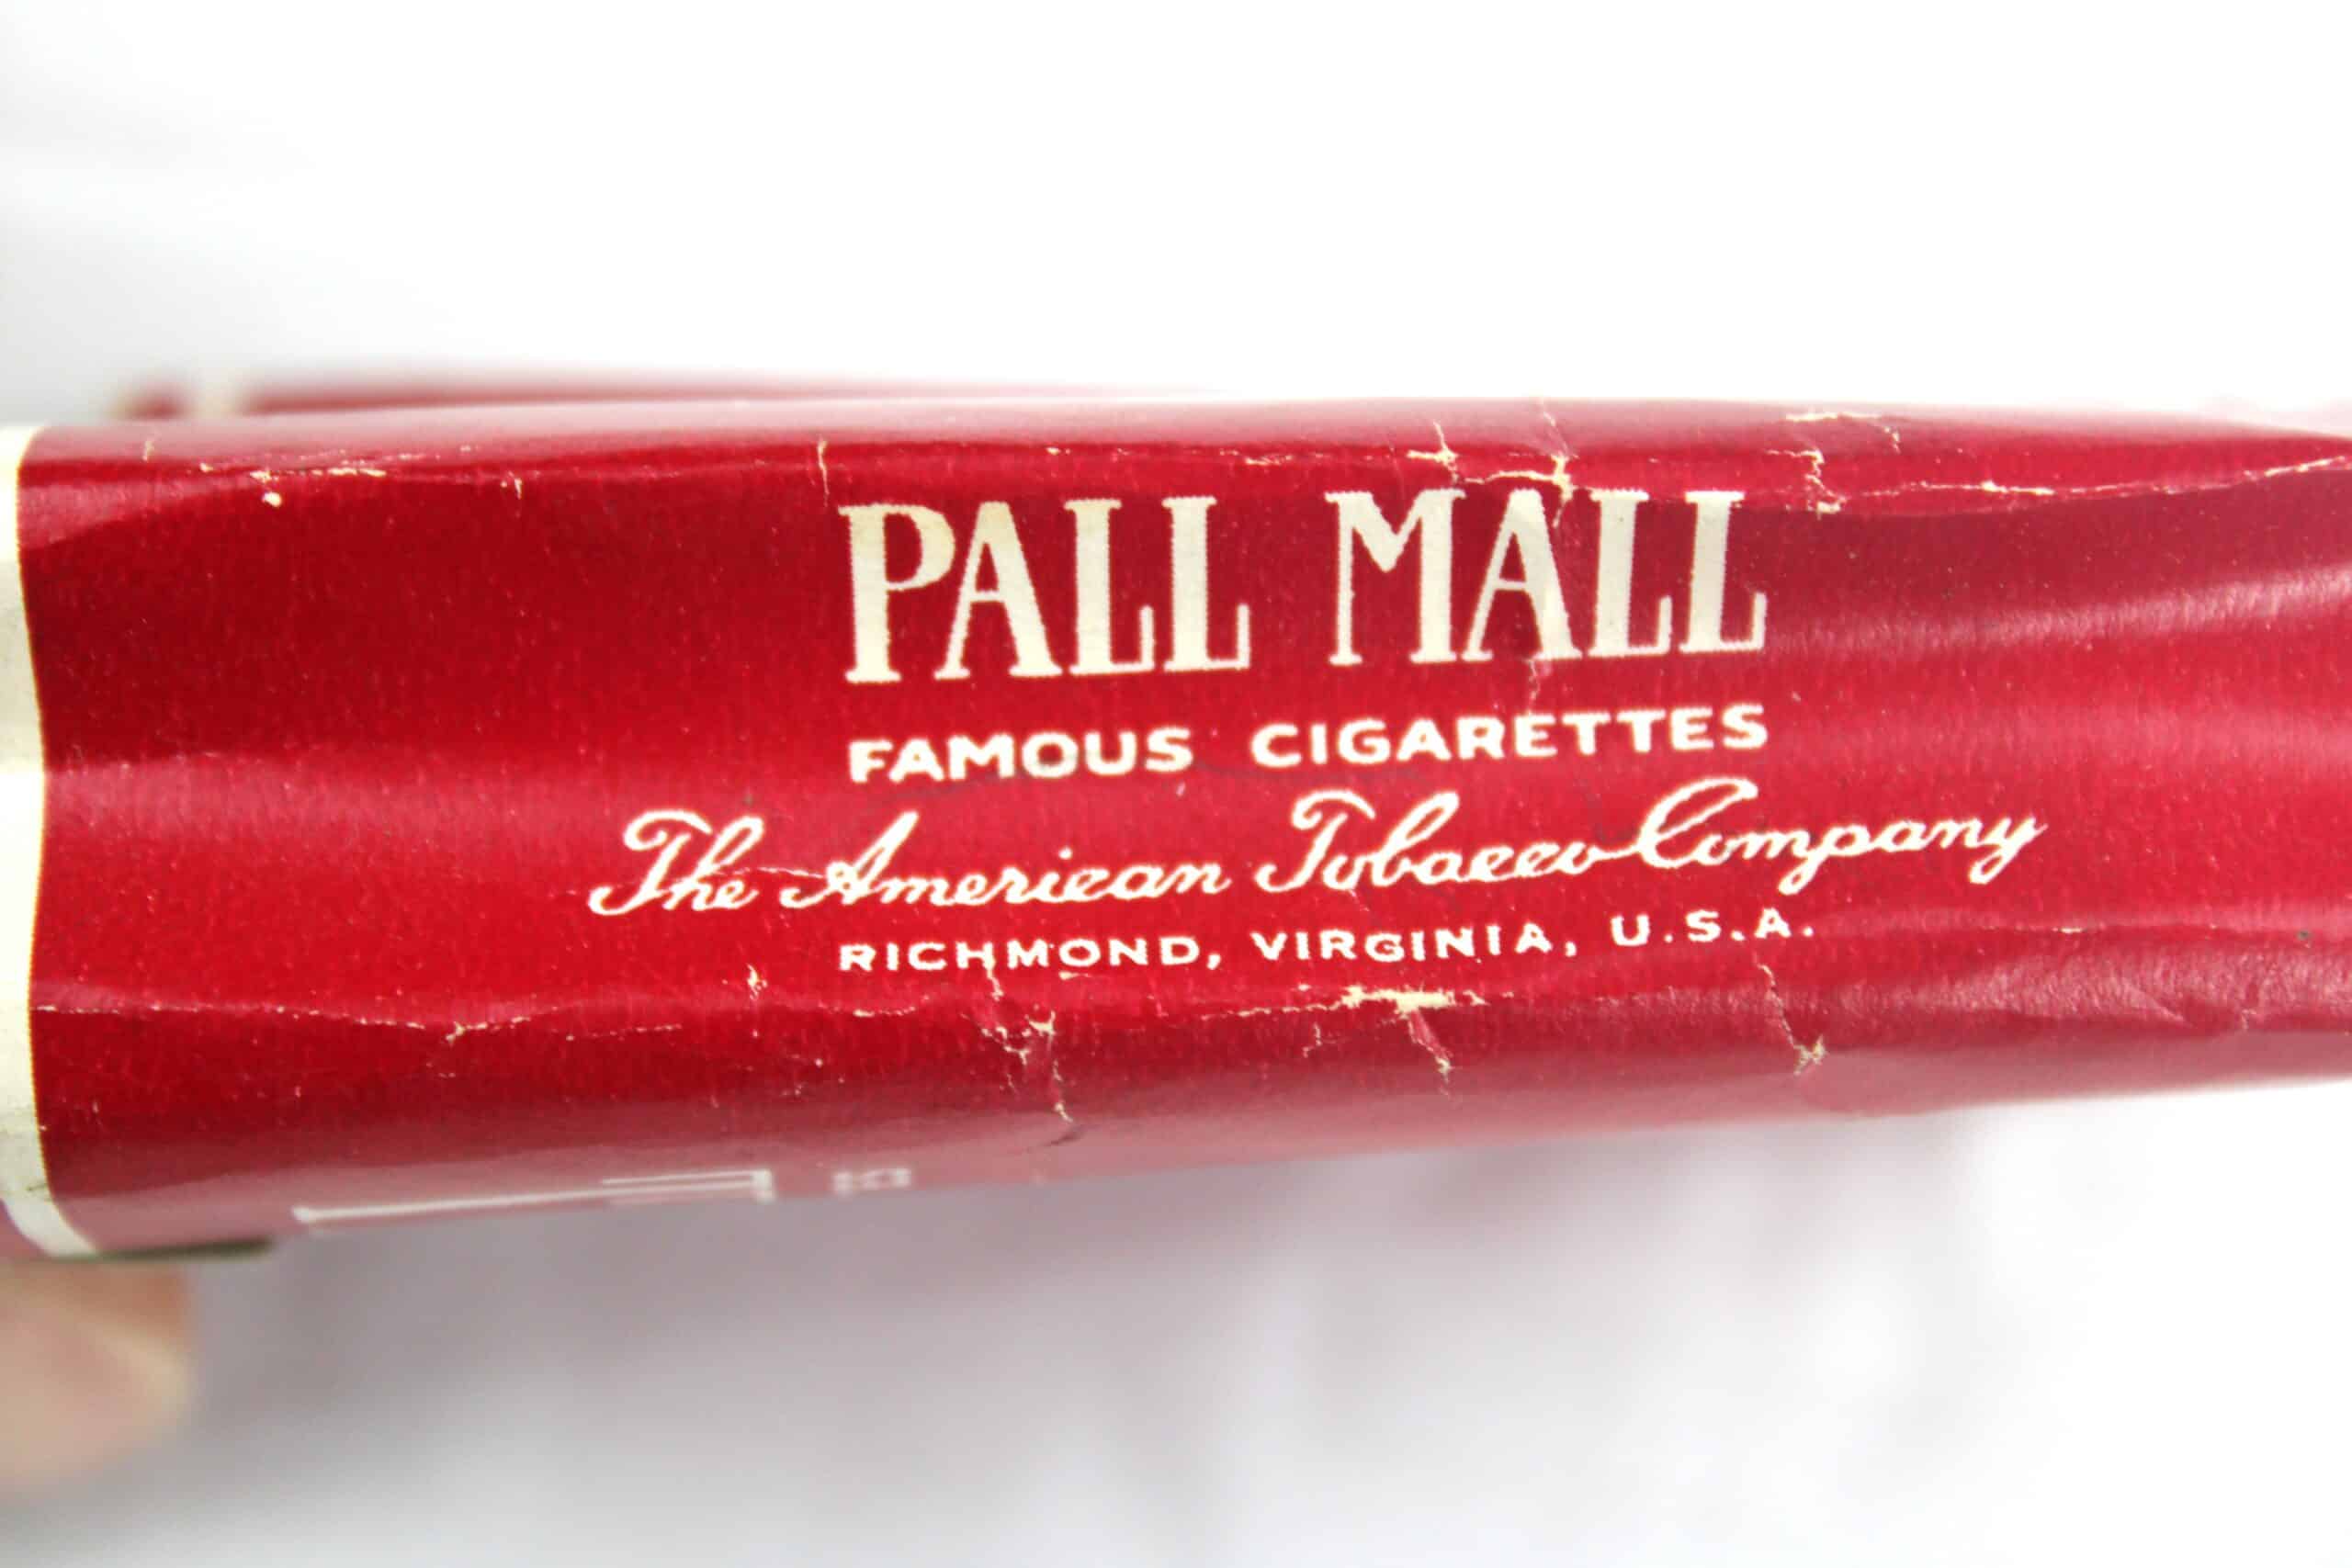 PALL MALL
FAMOUS CIGARETTES
The American Tobacco Company
RICHMOND, VIRGINIA, U.S.A.